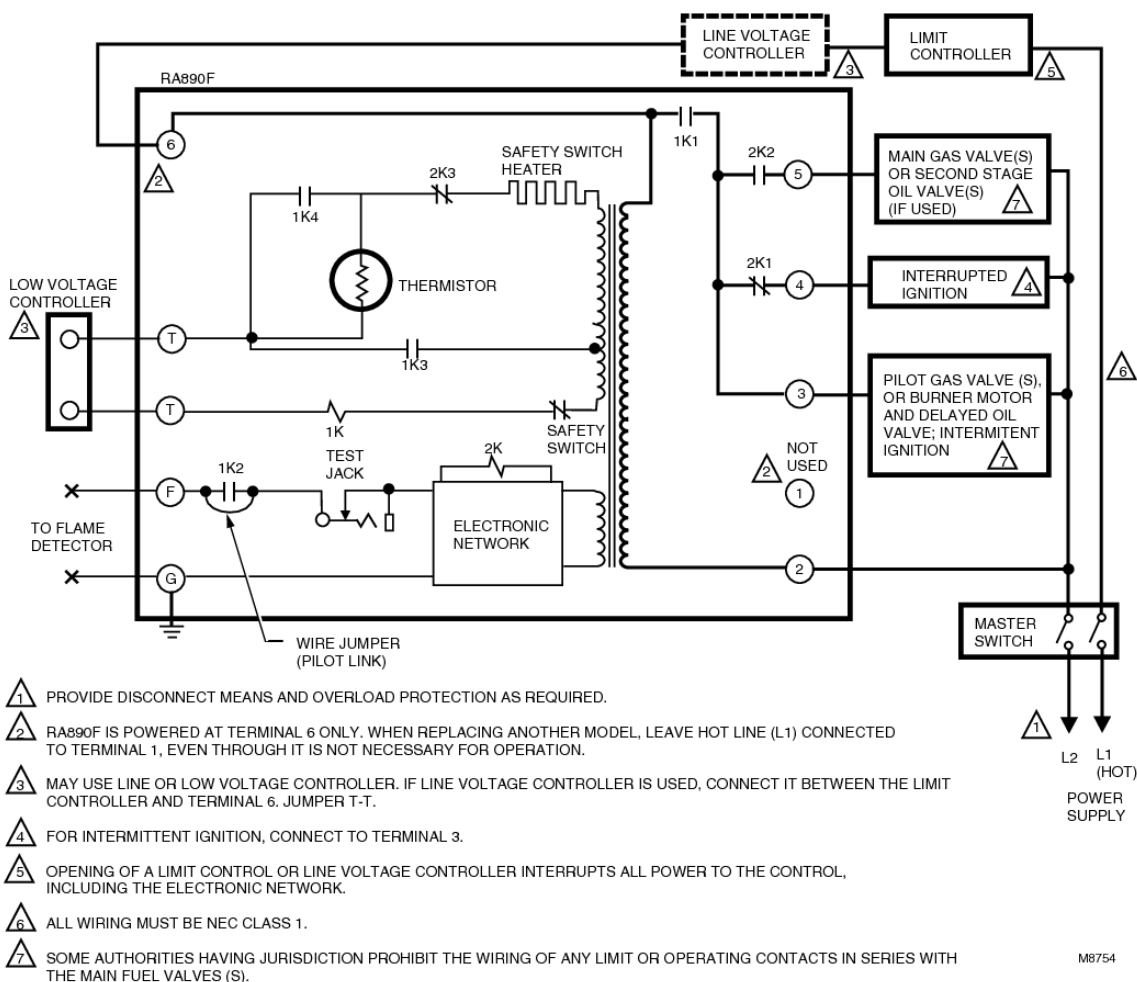 LINE VOLTAGE
CONTROLLER
LIMIT
CONTROLLER
3
5
RA890F
6
2
1K1
SAFETY SWITCH
HEATER
2K3
1K4
2K2
5
MAIN GAS VALVE(S)
OR SECOND STAGE
OIL VALVE(S)
(IF USED)
7
THERMISTOR
2K1
4
INTERRUPTED
IGNITION
4
LOW VOLTAGE
CONTROLLER
3
T
1K3
6
3
PILOT GAS VALVE (S),
OR BURNER MOTOR
AND DELAYED OIL
VALVE; INTERMITENT
IGNITION
7
T
1K
SAFETY
SWITCH
TEST
JACK
2K
NOT
USED
2
1
1K2
F
TO FLAME
DETECTOR
ELECTRONIC
NETWORK
G
2
MASTER
SWITCH
WIRE JUMPER
(PILOT LINK)
1
L2
L1
(HOT)
POWER
SUPPLY
1 PROVIDE DISCONNECT MEANS AND OVERLOAD PROTECTION AS REQUIRED.
2 RA890F IS POWERED AT TERMINAL 6 ONLY. WHEN REPLACING ANOTHER MODEL, LEAVE HOT LINE (L1) CONNECTED
TO TERMINAL 1, EVEN THROUGH IT IS NOT NECESSARY FOR OPERATION.
3 MAY USE LINE OR LOW VOLTAGE CONTROLLER. IF LINE VOLTAGE CONTROLLER IS USED, CONNECT IT BETWEEN THE LIMIT
CONTROLLER AND TERMINAL 6. JUMPER T-T.
4 FOR INTERMITTENT IGNITION, CONNECT TO TERMINAL 3.
5 OPENING OF A LIMIT CONTROL OR LINE VOLTAGE CONTROLLER INTERRUPTS ALL POWER TO THE CONTROL,
INCLUDING THE ELECTRONIC NETWORK.
6 ALL WIRING MUST BE NEC CLASS 1.
7 SOME AUTHORITIES HAVING JURISDICTION PROHIBIT THE WIRING OF ANY LIMIT OR OPERATING CONTACTS IN SERIES WITH
THE MAIN FUEL VALVES (S).
M8754